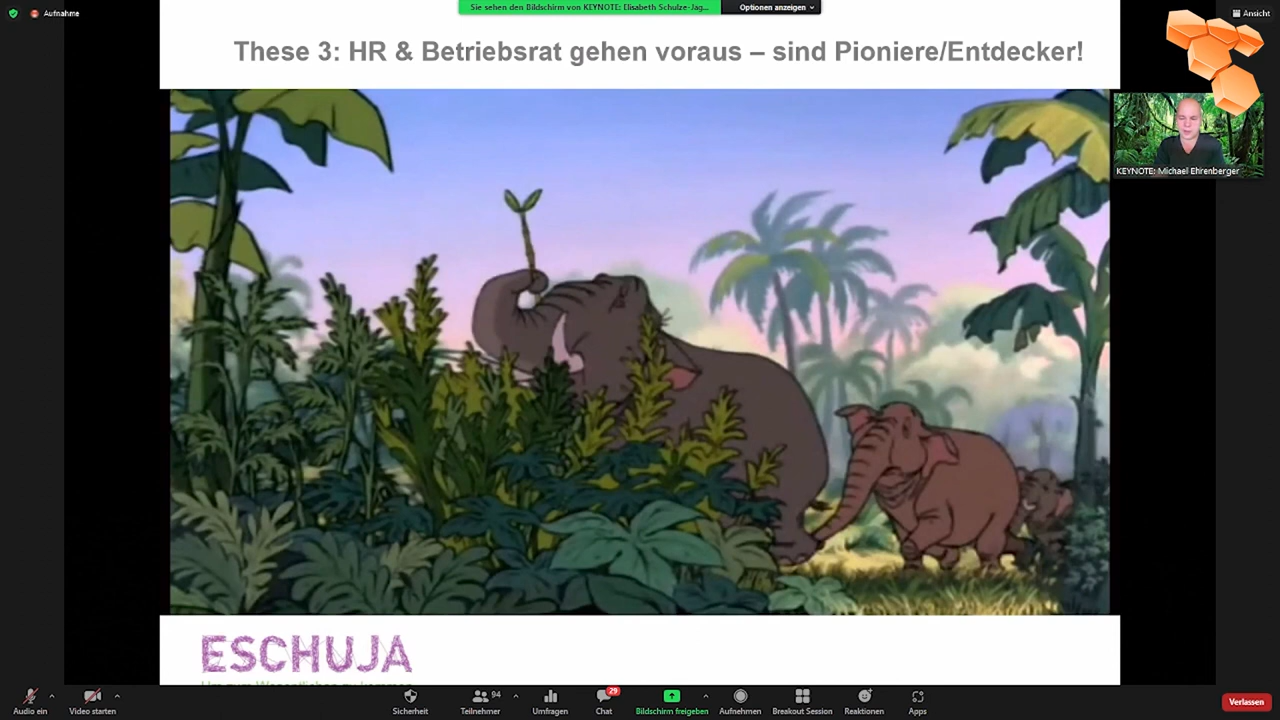 Aufnahme
Sie sehen den Bildschirm von KEYNOTE: Elisabeth Schulze-Jäg...
Optionen anzeigen
Ansicht
These 3: HR & Betriebsrat gehen voraus – sind Pioniere/Entdecker!
KEYNOTE: Michael Ehrenberger
ESCHUJA
Audio ein
Video starten
Sicherheit
94
Teilnehmer
Umfragen
29
Chat
Bildschirm freigeben
Aufnehmen
Breakout Session
Reaktionen
Apps
Verlassen